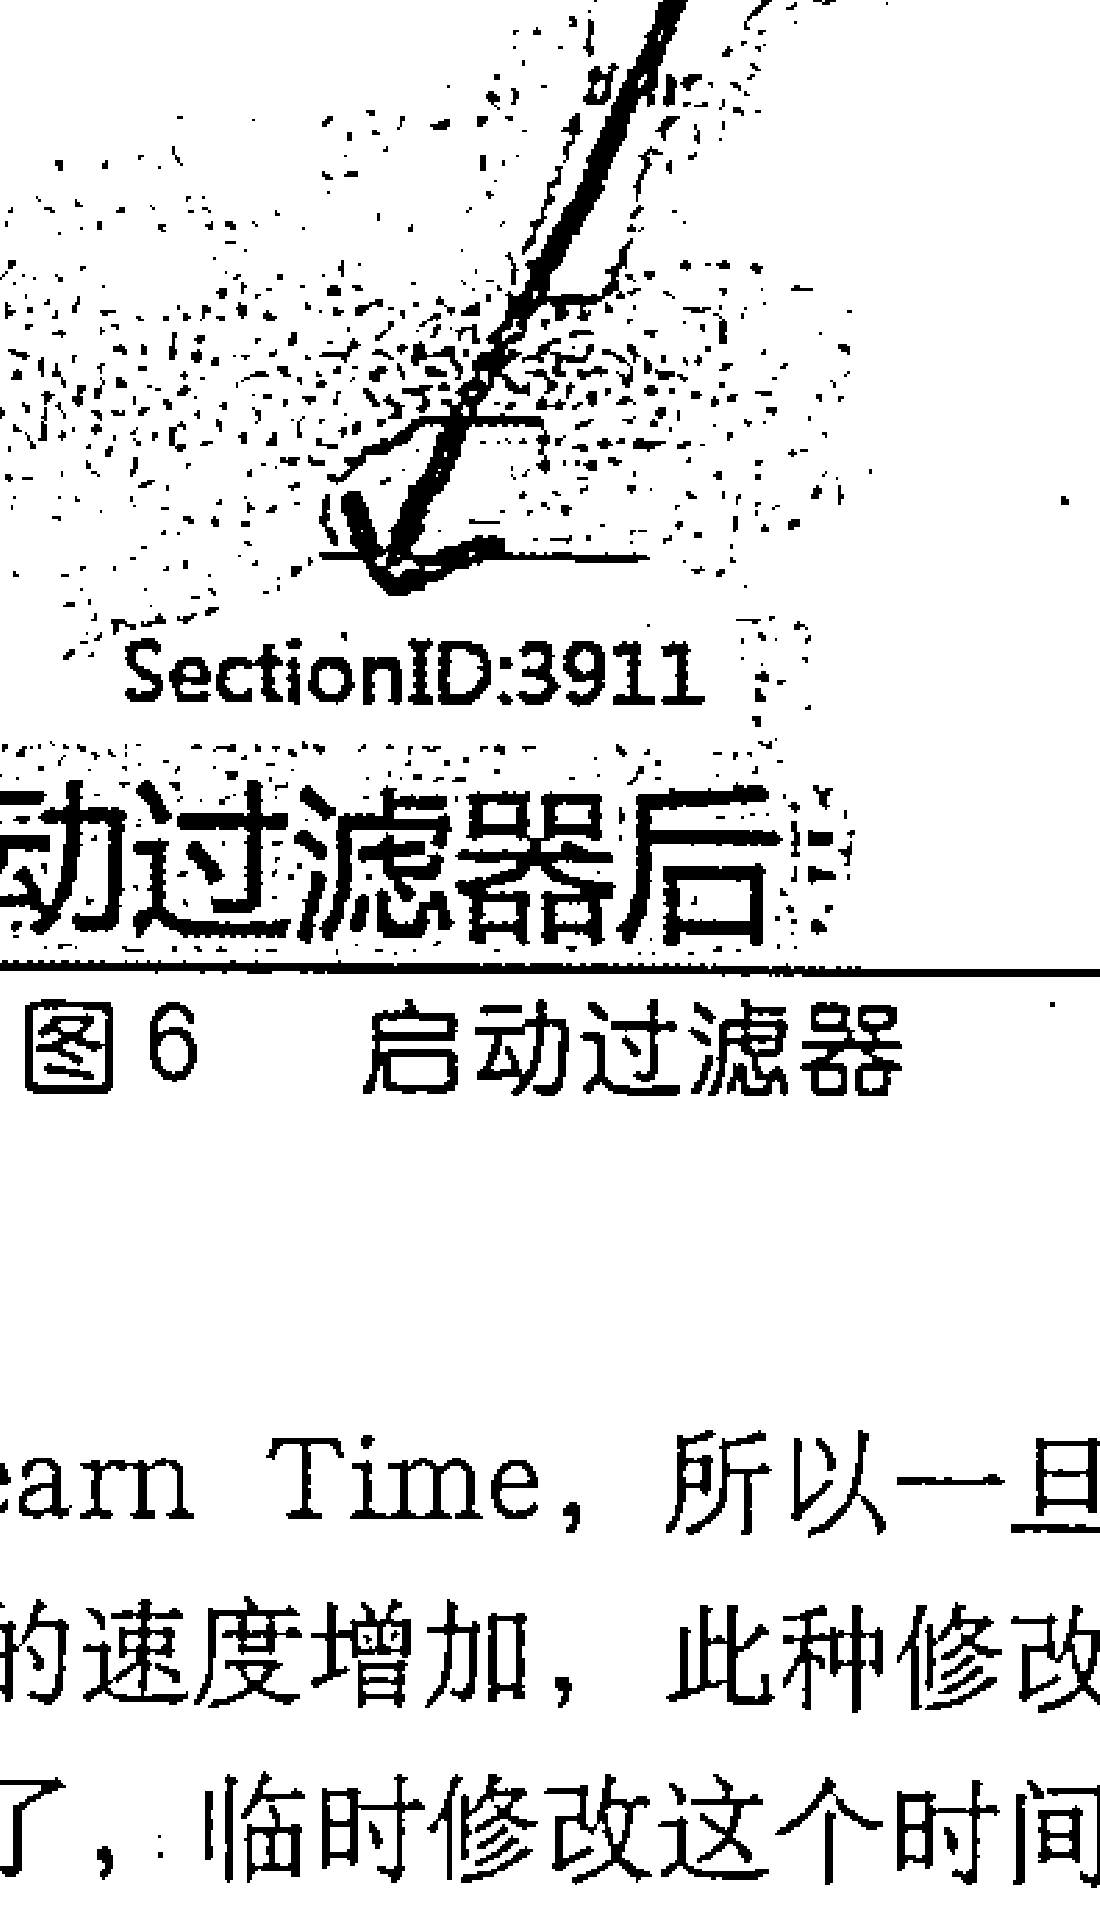 SectionID:3911
动过滤器后
图6 启动过滤器
earn Time, 所以一旦
的速度增加, 此种修改
了, 临时修改这个时间